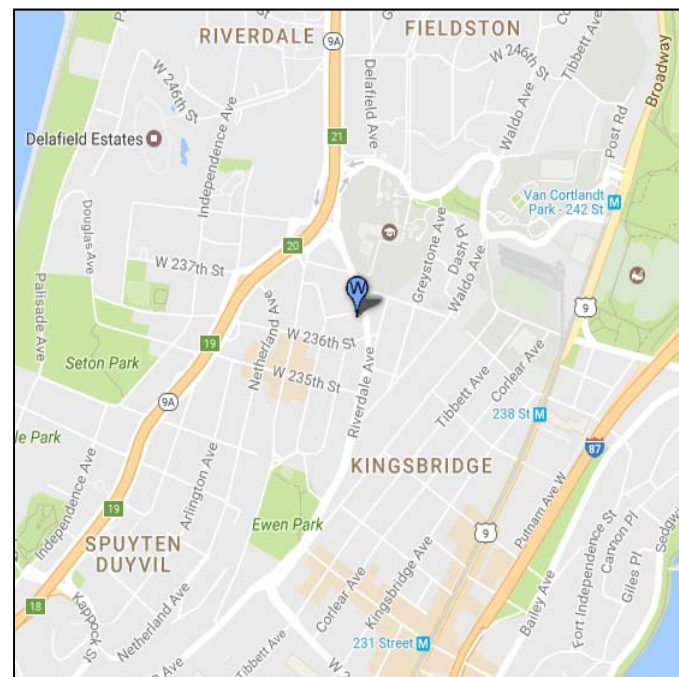 RIVERDALE
FIELDSTON
9A
W 246th St
W 246th St
Tibbett Ave
Broadway
Delafield Ave
Waldo Ave
Post Rd
Independence Ave
Delafield Estates
21
Van Cortlandt
Park - 242 St M
Douglas Ave
Greystone Ave
Dash Pl
Waldo Ave
20
W 237th St
W
Palisade Ave
Netherland Ave
9
19
W 236th St
Seton Park
W 235th St
Riverdale Ave
Tibbett Ave
Corlear Ave
9A
238 St M
87
le Park
KINGSBRIDGE
Independence Ave
Arlington Ave
Putnam Ave W
19
Ewen Park
9
SPUYTEN
DUYVIL
Fort Independence St
Cannon Pl
Giles Pl
Sedgw
Kingsbridge Ave
Bailey Ave
Corlear Ave
18
Kappock St
Netherland Ave
231 Street M
Tibbett Ave
Ave
W 2